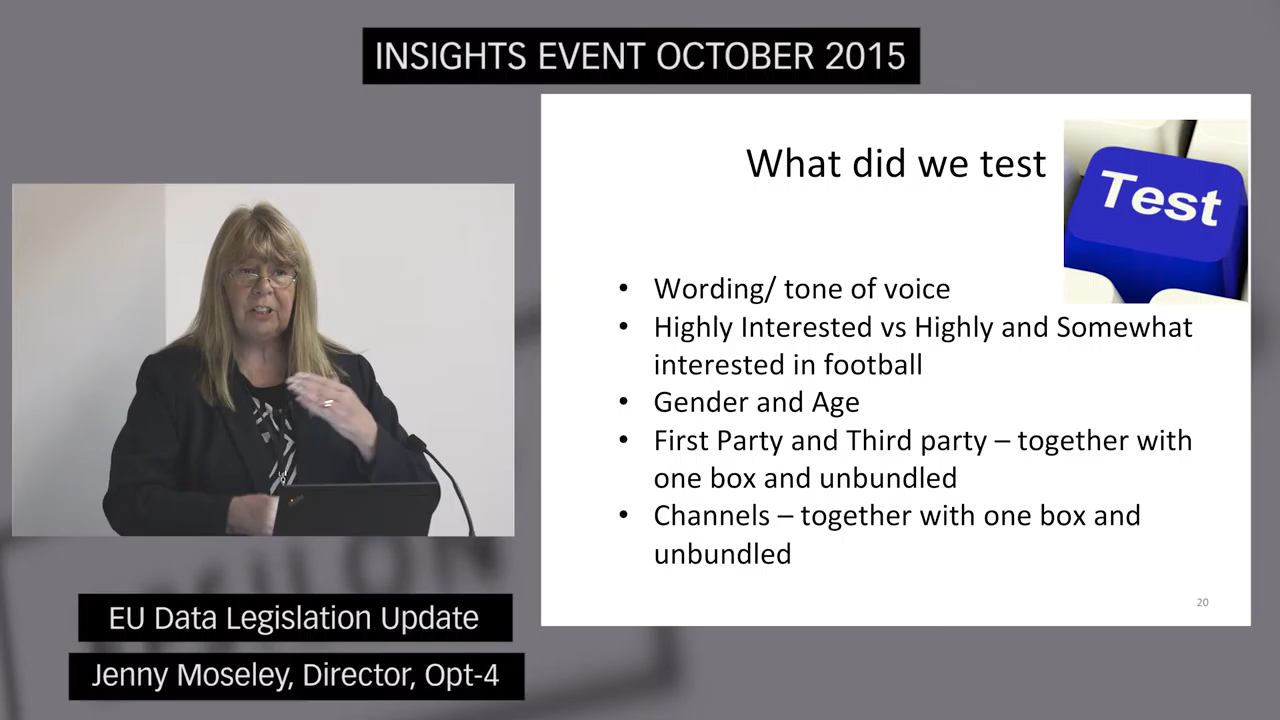 INSIGHTS EVENT OCTOBER 2015
What did we test
Test
• Wording/ tone of voice
• Highly Interested vs Highly and Somewhat
interested in football
• Gender and Age
• First Party and Third party – together with
one box and unbundled
• Channels – together with one box and
unbundled
20
EU Data Legislation Update
Jenny Moseley, Director, Opt-4